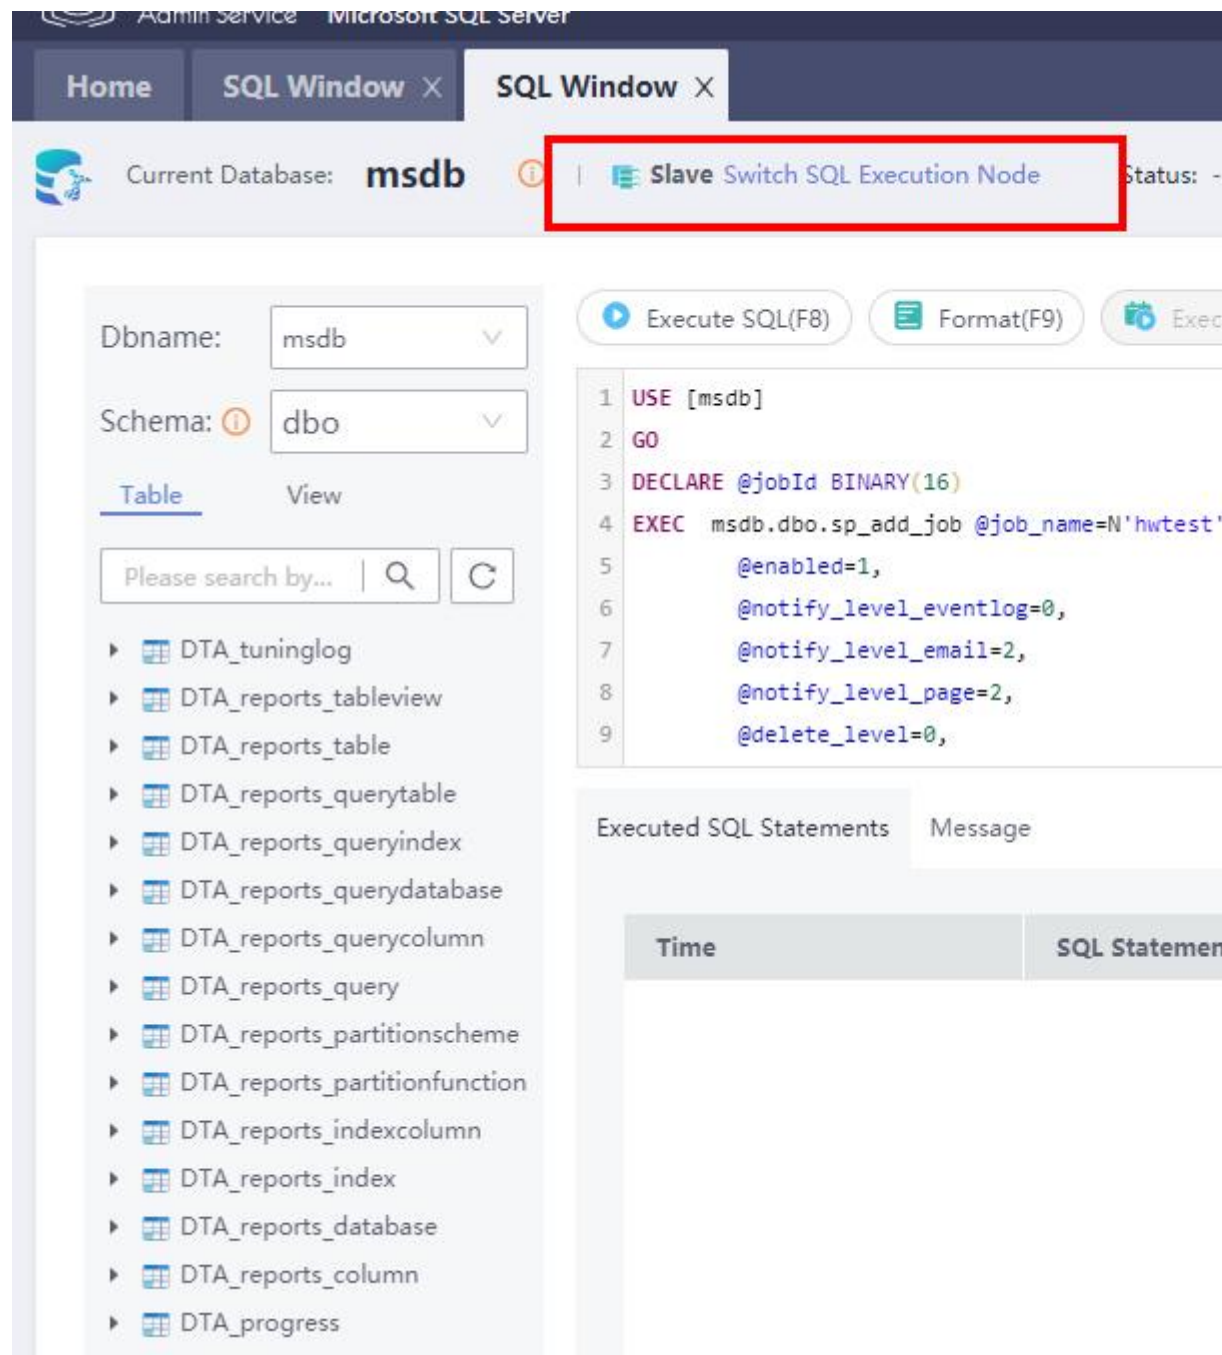 Admin Service Microsoft SQL Server
Home SQL Window X SQL Window X
Current Database: msdb | Slave Switch SQL Execution Node Status: -
Dbname: msdb
Schema: dbo
Table View
Please search by...
DTA_tuninglog
DTA_reports_tableview
DTA_reports_table
DTA_reports_querytable
DTA_reports_queryindex
DTA_reports_querydatabase
DTA_reports_querycolumn
DTA_reports_query
DTA_reports_partitionscheme
DTA_reports_partitionfunction
DTA_reports_indexcolumn
DTA_reports_index
DTA_reports_database
DTA_reports_column
DTA_progress
Execute SQL(F8) Format(F9) Exec
1 USE [msdb]
2 GO
3 DECLARE @jobId BINARY(16)
4 EXEC msdb.dbo.sp_add_job @job_name=N'hwtest'
5 @enabled=1,
6 @notify_level_eventlog=0,
7 @notify_level_email=2,
8 @notify_level_page=2,
9 @delete_level=0,
Executed SQL Statements Message
Time SQL Statemen